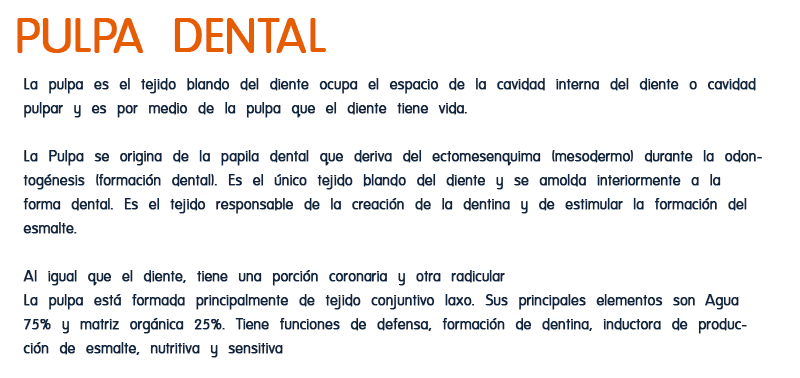 PULPA DENTAL
La pulpa es el tejido blando del diente ocupa el espacio de la cavidad interna del diente o cavidad
pulpar y es por medio de la pulpa que el diente tiene vida.
La Pulpa se origina de la papila dental que deriva del ectomesenquima (mesodermo) durante la odon-
togénesis (formación dental). Es el único tejido blando del diente y se amolda interiormente a la
forma dental. Es el tejido responsable de la creación de la dentina y de estimular la formación del
esmalte.
Al igual que el diente, tiene una porción coronaria y otra radicular
La pulpa está formada principalmente de tejido conjuntivo laxo. Sus principales elementos son Agua
75% y matriz orgánica 25%. Tiene funciones de defensa, formación de dentina, inductora de produc-
ción de esmalte, nutritiva y sensitiva